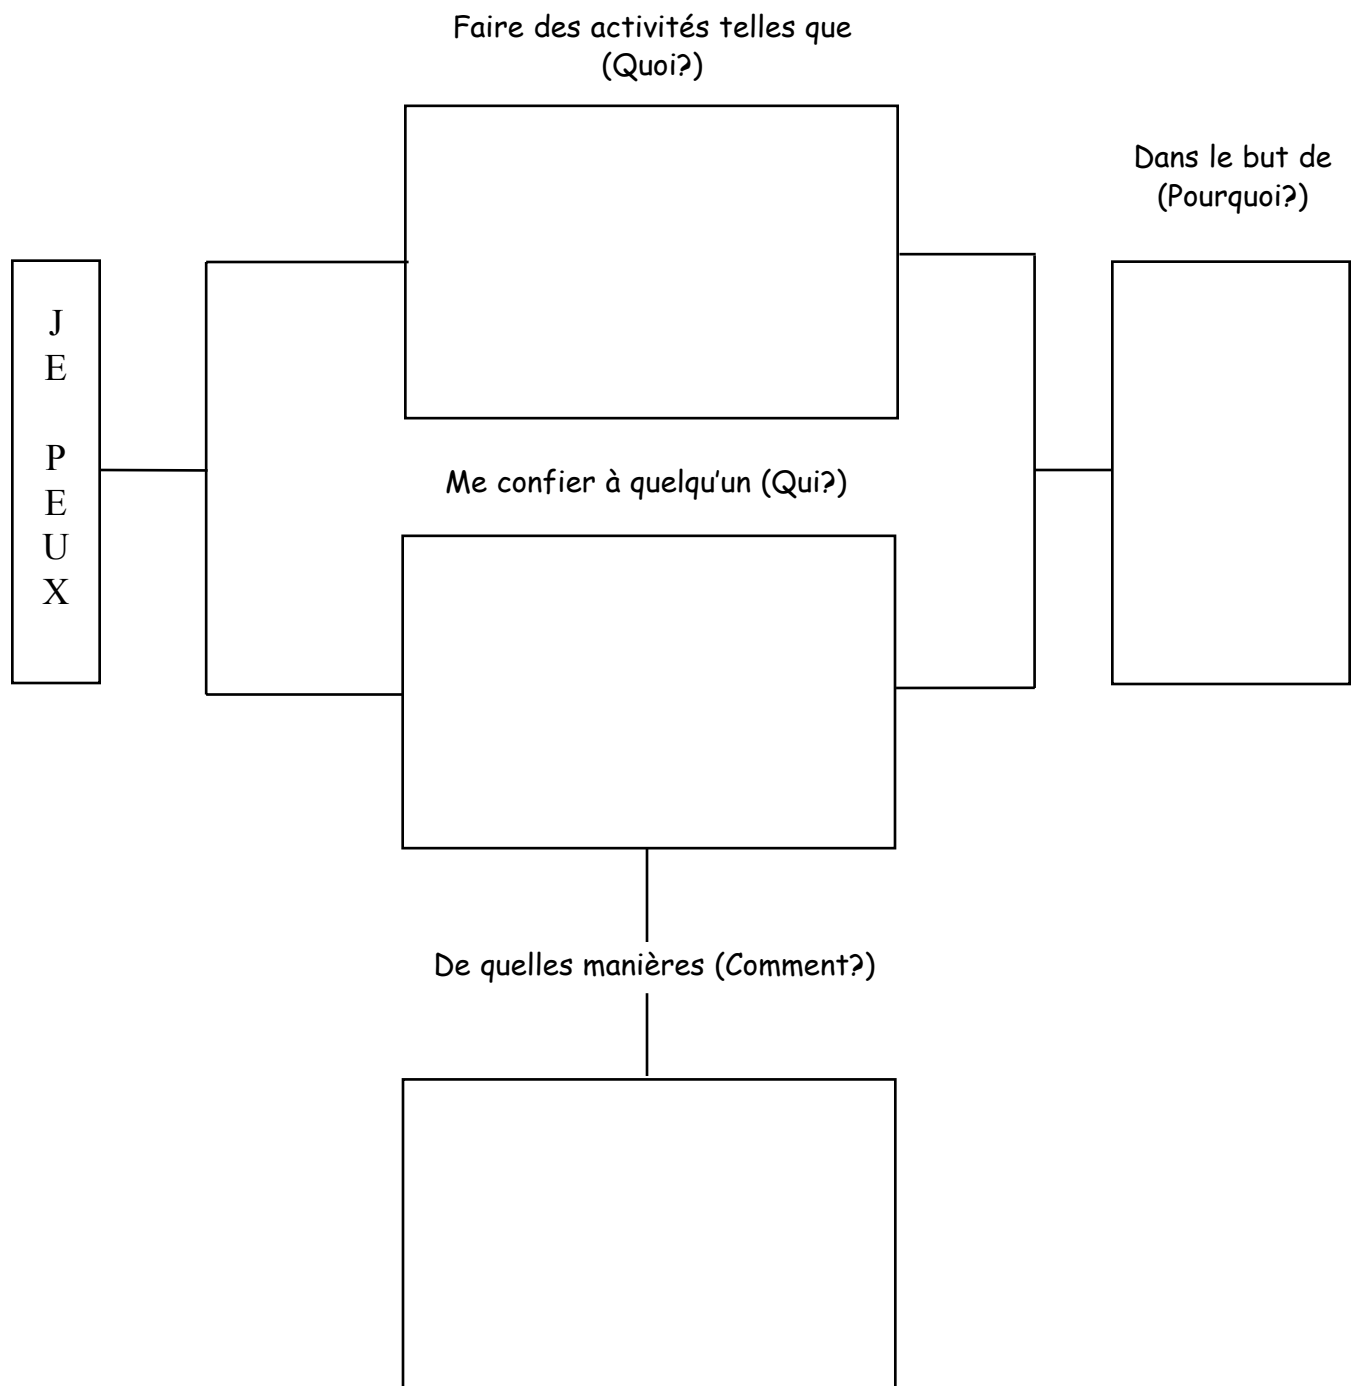 Faire des activités telles que
(Quoi?)
Dans le but de
(Pourquoi?)
J
E
P
E
U
X
Me confier à quelqu'un (Qui?)
De quelles manières (Comment?)